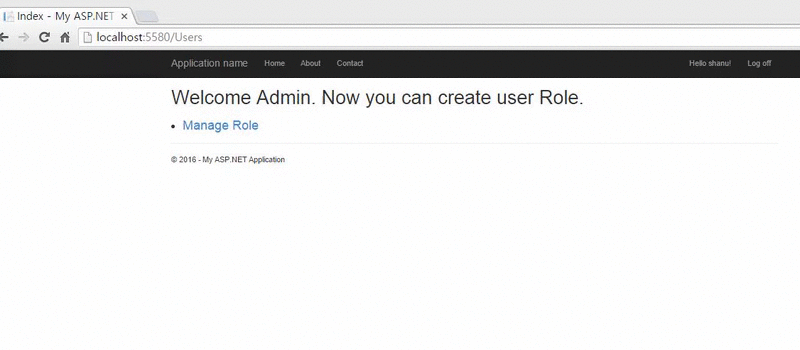 Index - My ASP.NET
localhost:5580/Users
Application name Home About Contact Hello shanu! Log off
Welcome Admin. Now you can create user Role.
• Manage Role
© 2016 - My ASP.NET Application